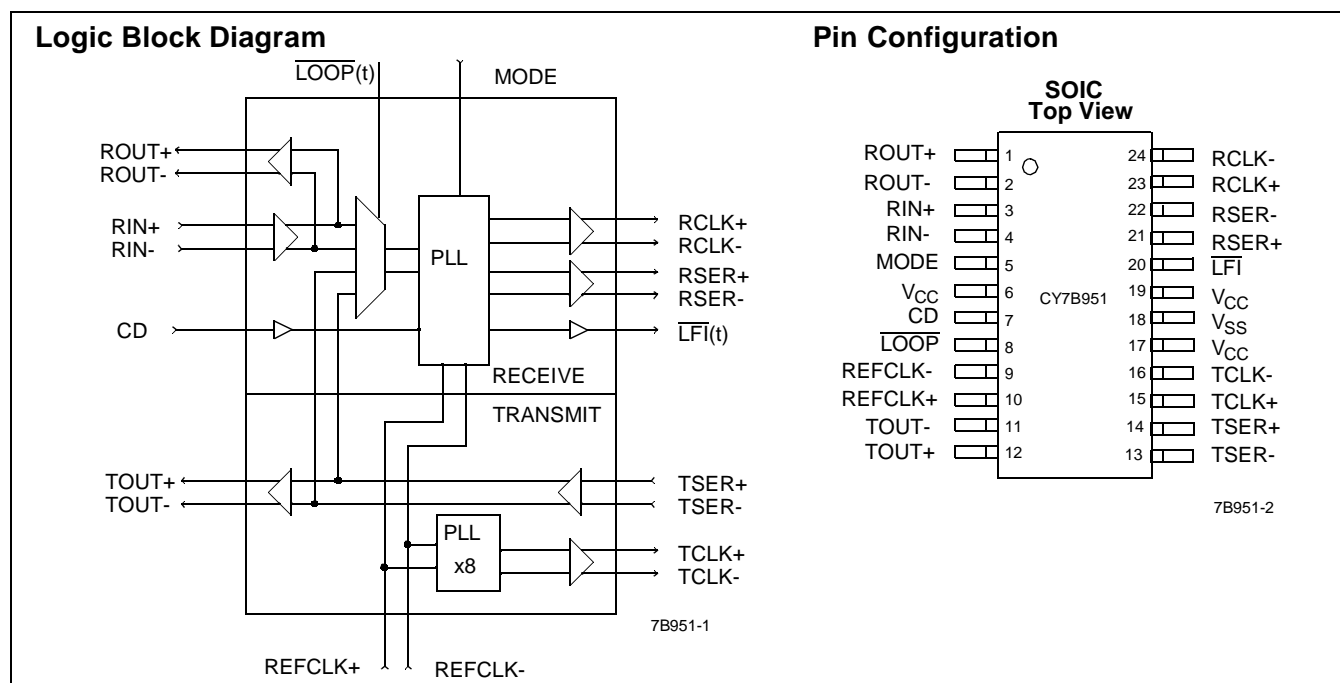 Logic Block Diagram
L̅O̅O̅P̅(t)
MODE
ROUT+
ROUT-
RIN+
RIN-
CD
PLL
RCLK+
RCLK-
RSER+
RSER-
L̅F̅I̅(t)
RECEIVE
TRANSMIT
TOUT+
TOUT-
TSER+
TSER-
PLL
x8
TCLK+
TCLK-
7B951-1
REFCLK+ REFCLK-
Pin Configuration
SOIC
Top View
ROUT+ 1 24 RCLK-
ROUT- 2 23 RCLK+
RIN+ 3 22 RSER-
RIN- 4 21 RSER+
MODE 5 20 L̅F̅I̅
VCC 6 19 VCC
CY7B951
CD 7 18 VSS
L̅O̅O̅P̅ 8 17 VCC
REFCLK- 9 16 TCLK-
REFCLK+ 10 15 TCLK+
TOUT- 11 14 TSER+
TOUT+ 12 13 TSER-
7B951-2